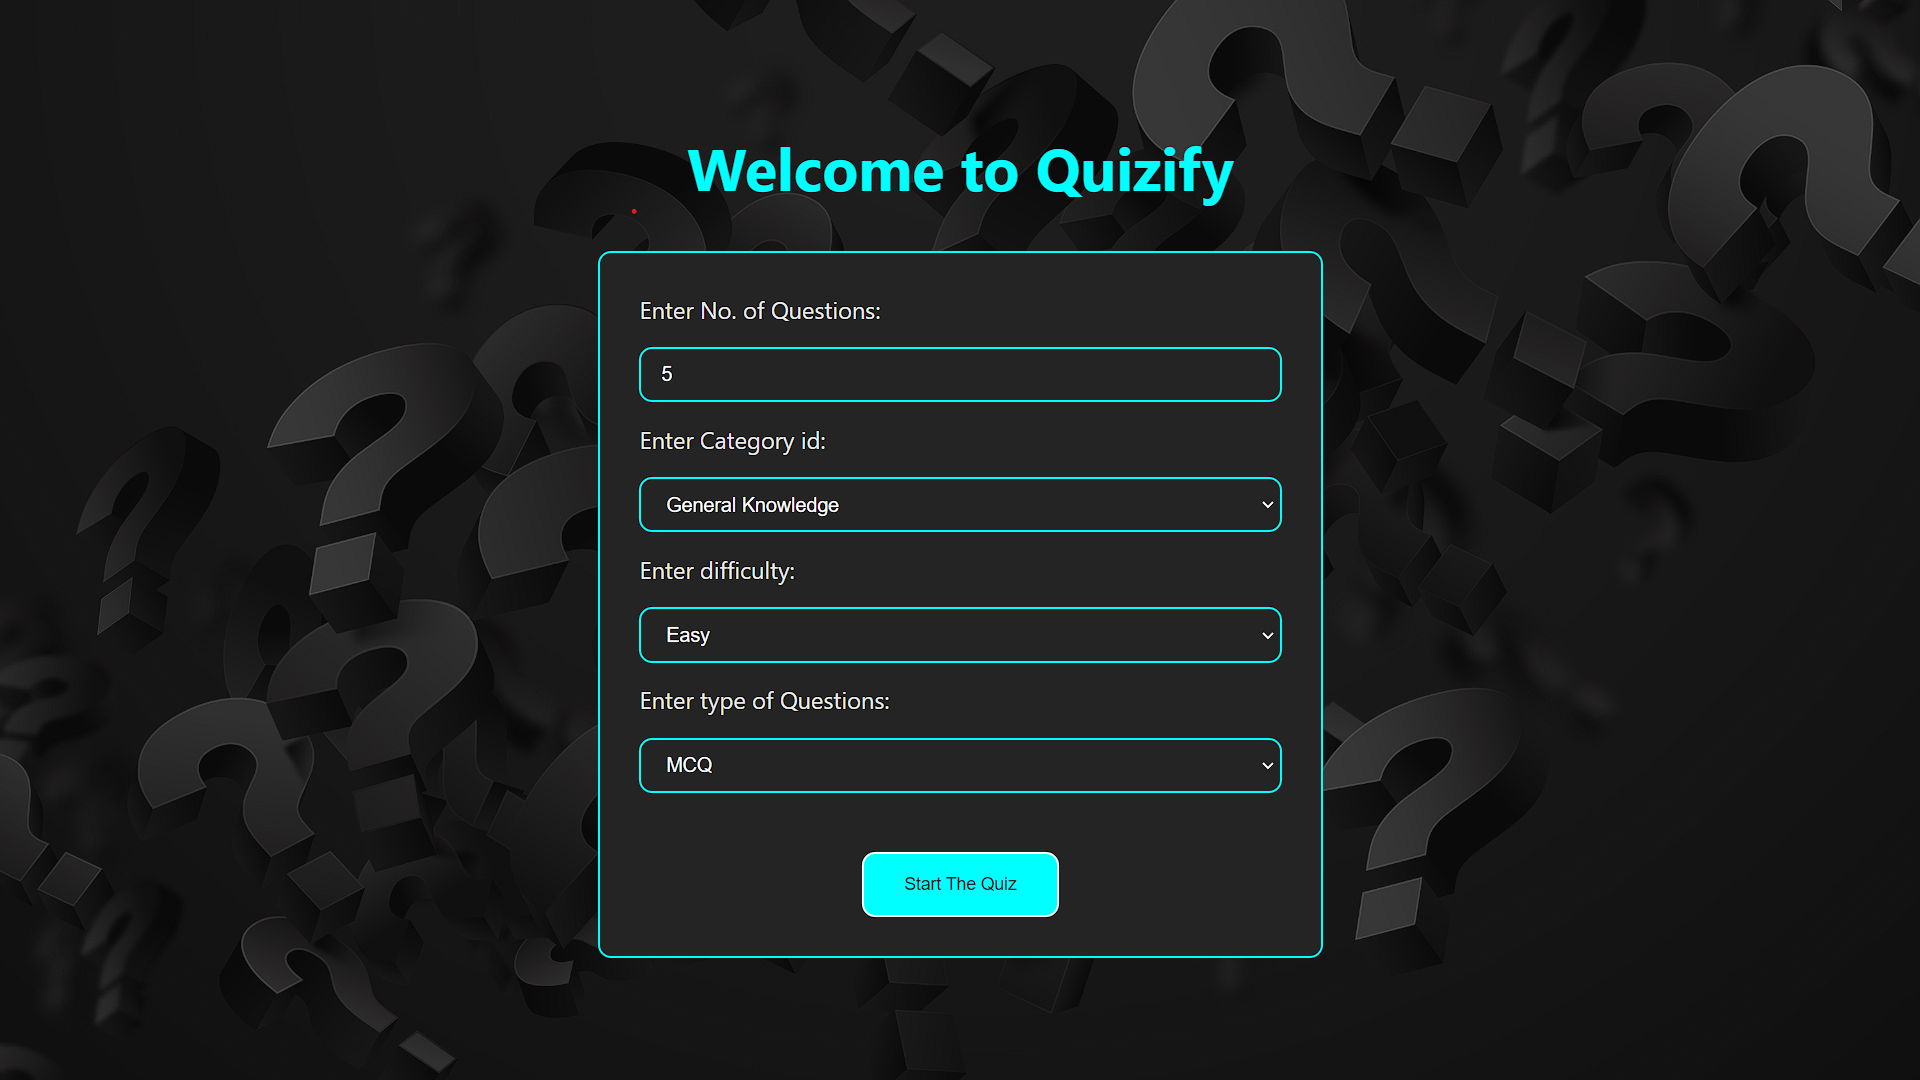 Welcome to Quizify
Enter No. of Questions:
5
Enter Category id:
General Knowledge
Enter difficulty:
Easy
Enter type of Questions:
MCQ
Start The Quiz